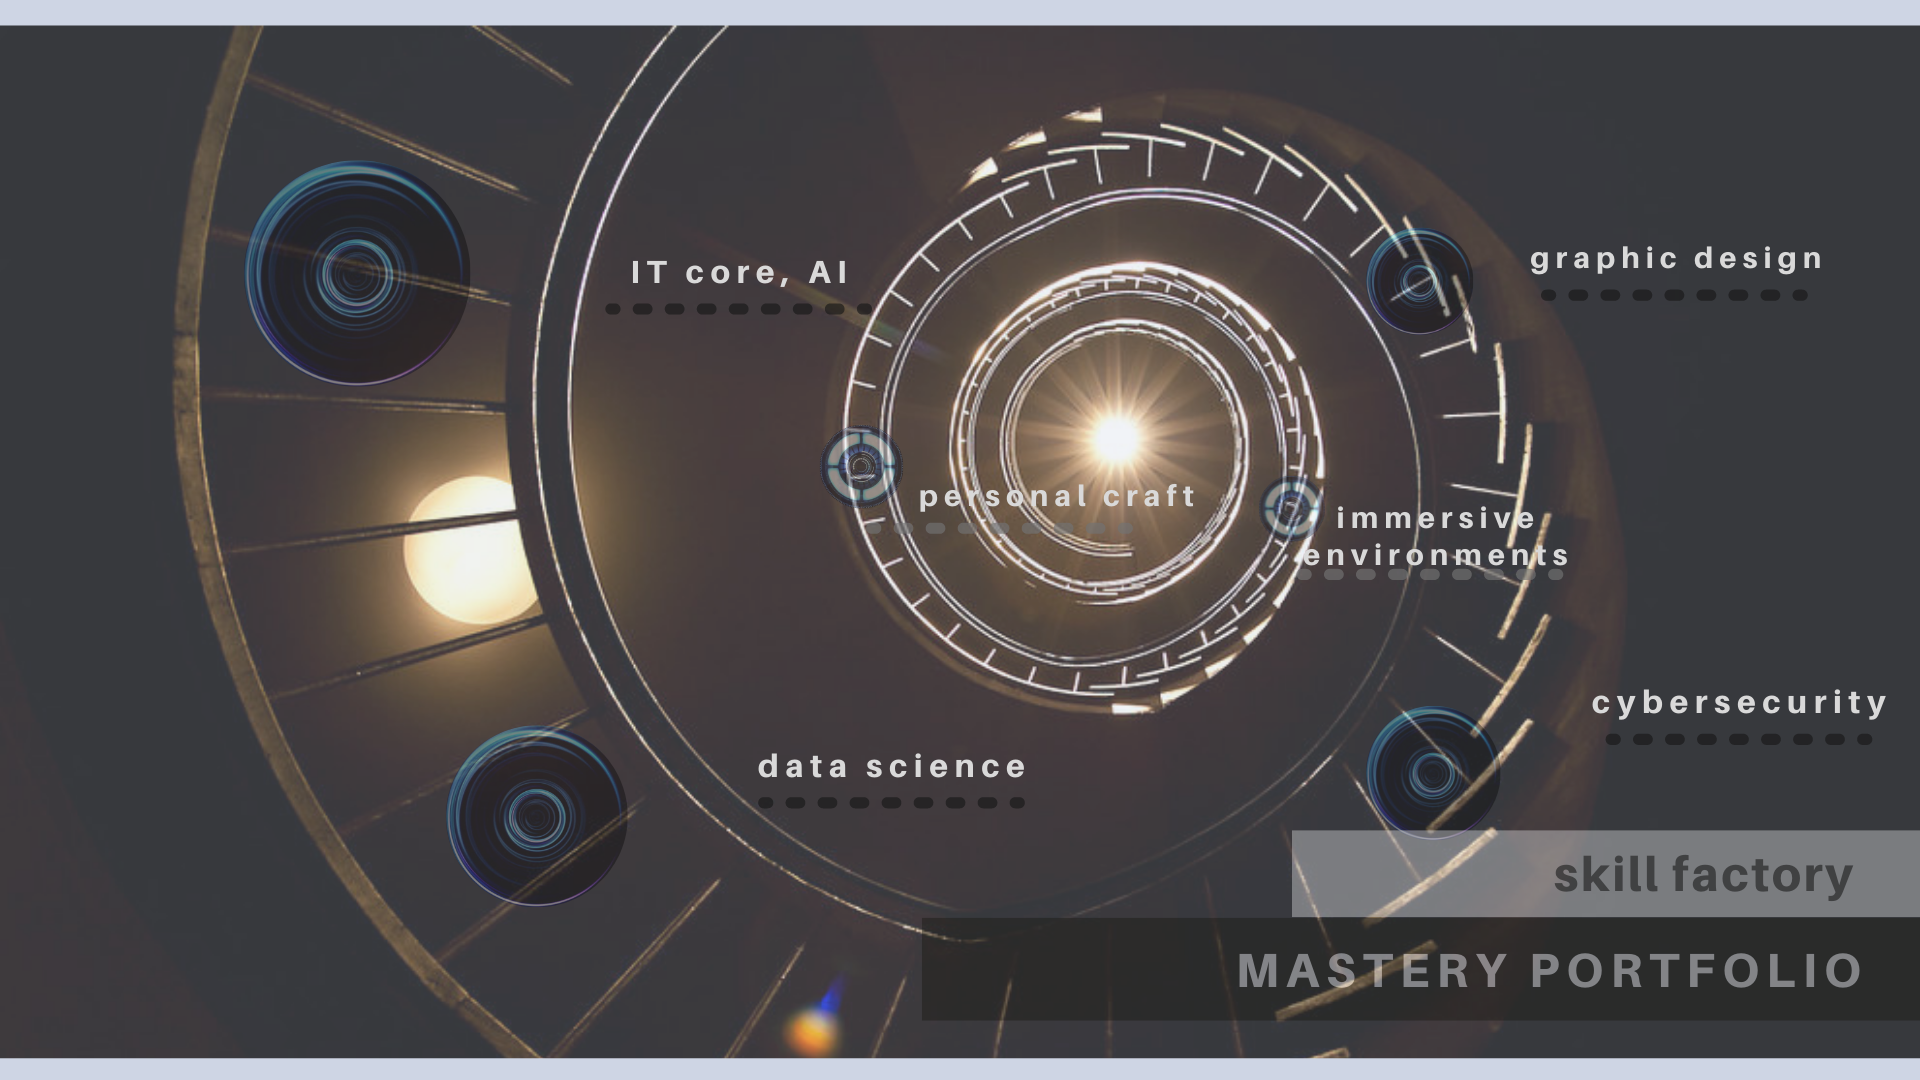 IT core, AI
graphic design
personal craft
immersive
environments
data science
cybersecurity
skill factory
MASTERY PORTFOLIO